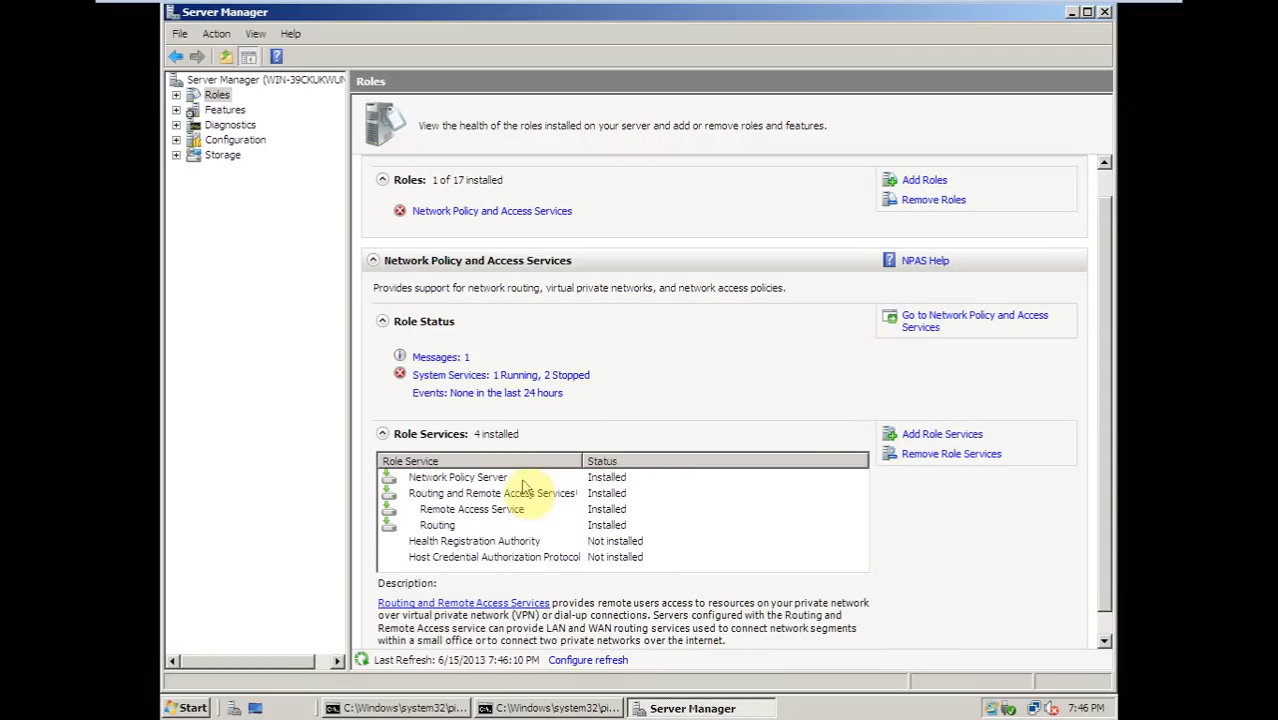 Server Manager
File Action View Help
Server Manager (WIN-39CKUKWUN
Roles
Features
Diagnostics
Configuration
Storage
Roles
View the health of the roles installed on your server and add or remove roles and features.
Roles: 1 of 17 installed
Add Roles
Remove Roles
Network Policy and Access Services
Network Policy and Access Services
NPAS Help
Provides support for network routing, virtual private networks, and network access policies.
Role Status
Go to Network Policy and Access
Services
Messages: 1
System Services: 1 Running, 2 Stopped
Events: None in the last 24 hours
Role Services: 4 installed
Add Role Services
Remove Role Services
Role Service Status
Network Policy Server Installed
Routing and Remote Access Services Installed
Remote Access Service Installed
Routing Installed
Health Registration Authority Not installed
Host Credential Authorization Protocol Not installed
Description:
Routing and Remote Access Services provides remote users access to resources on your private network
over virtual private network (VPN) or dial-up connections. Servers configured with the Routing and
Remote Access service can provide LAN and WAN routing services used to connect network segments
within a small office or to connect two private networks over the internet.
Last Refresh: 6/15/2013 7:46:10 PM Configure refresh
Start
C:\Windows\system32\pi...
C:\Windows\system32\pi...
Server Manager
7:46 PM